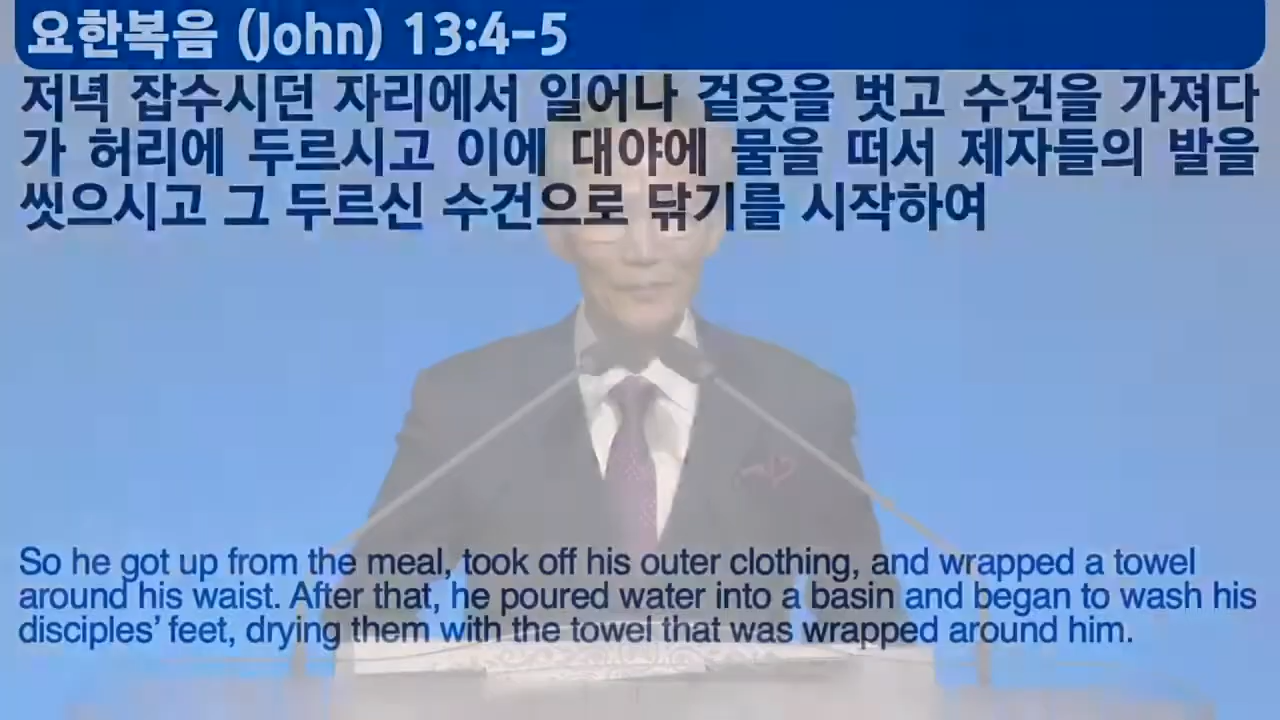 요한복음 (John) 13:4-5
저녁 잡수시던 자리에서 일어나 겉옷을 벗고 수건을 가져다
가 허리에 두르시고 이에 대야에 물을 떠서 제자들의 발을
씻으시고 그 두르신 수건으로 닦기를 시작하여
So he got up from the meal, took off his outer clothing, and wrapped a towel
around his waist. After that, he poured water into a basin and began to wash his
disciples' feet, drying them with the towel that was wrapped around him.